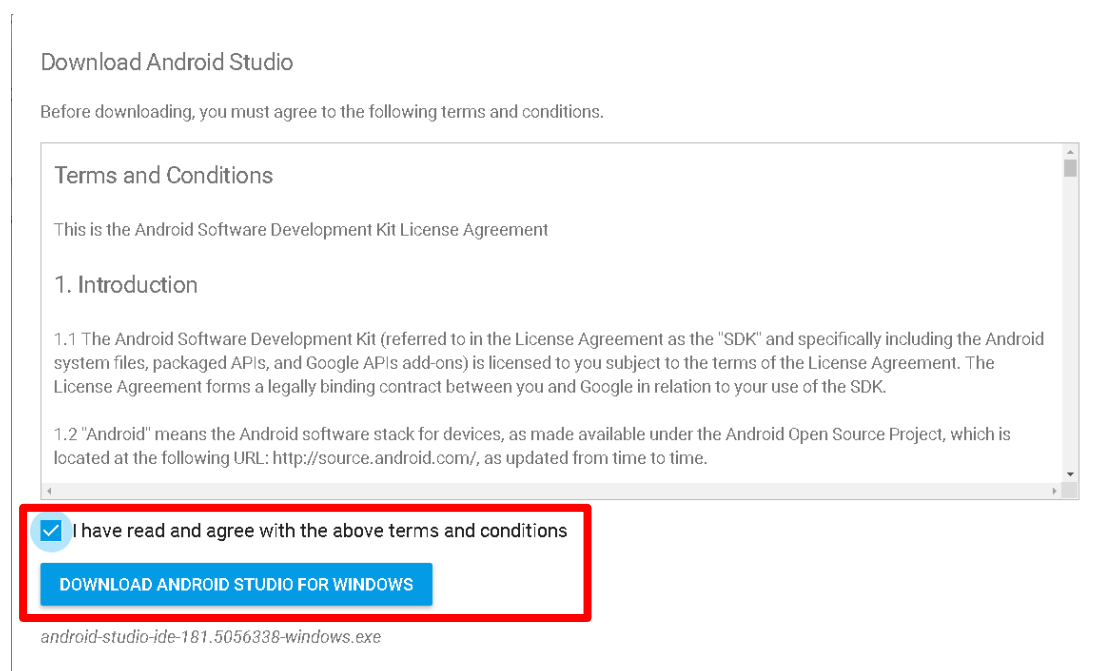 Download Android Studio
Before downloading, you must agree to the following terms and conditions.
Terms and Conditions
This is the Android Software Development Kit License Agreement
1. Introduction
1.1 The Android Software Development Kit (referred to in the License Agreement as the "SDK" and specifically including the Android
system files, packaged APIs, and Google APIs add-ons) is licensed to you subject to the terms of the License Agreement. The
License Agreement forms a legally binding contract between you and Google in relation to your use of the SDK.
1.2 "Android" means the Android software stack for devices, as made available under the Android Open Source Project, which is
located at the following URL: http://source.android.com/, as updated from time to time.
I have read and agree with the above terms and conditions
DOWNLOAD ANDROID STUDIO FOR WINDOWS
android-studio-ide-181.5056338-windows.exe